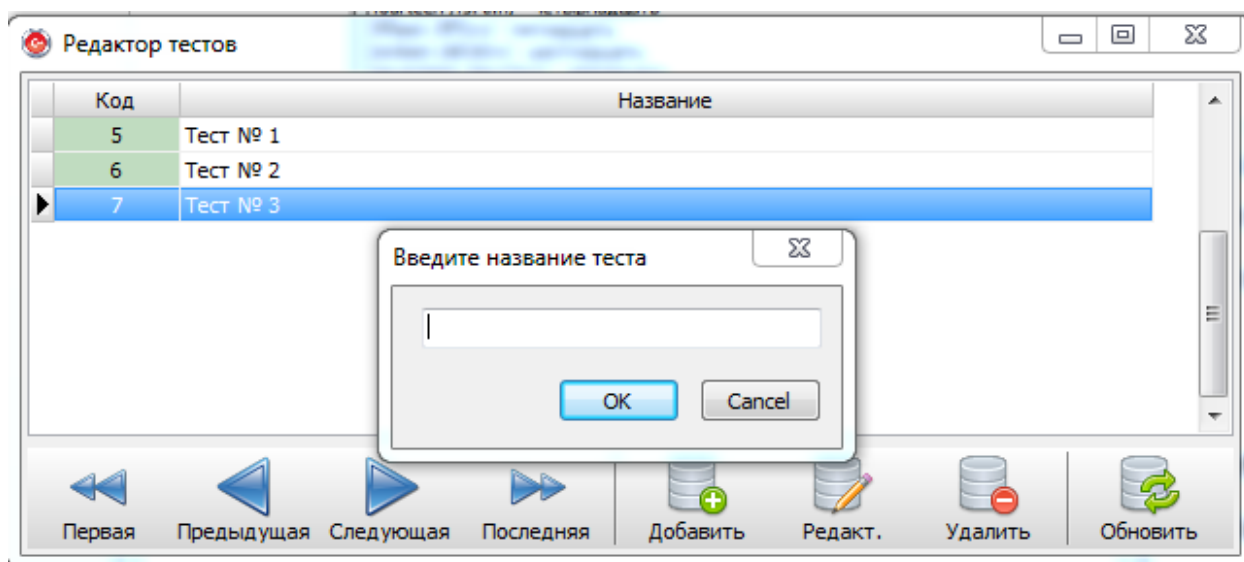 Редактор тестов
Код Название
5 Тест № 1
6 Тест № 2
7 Тест № 3
Введите название теста
OK Cancel
Первая Предыдущая Следующая Последняя Добавить Редакт. Удалить Обновить